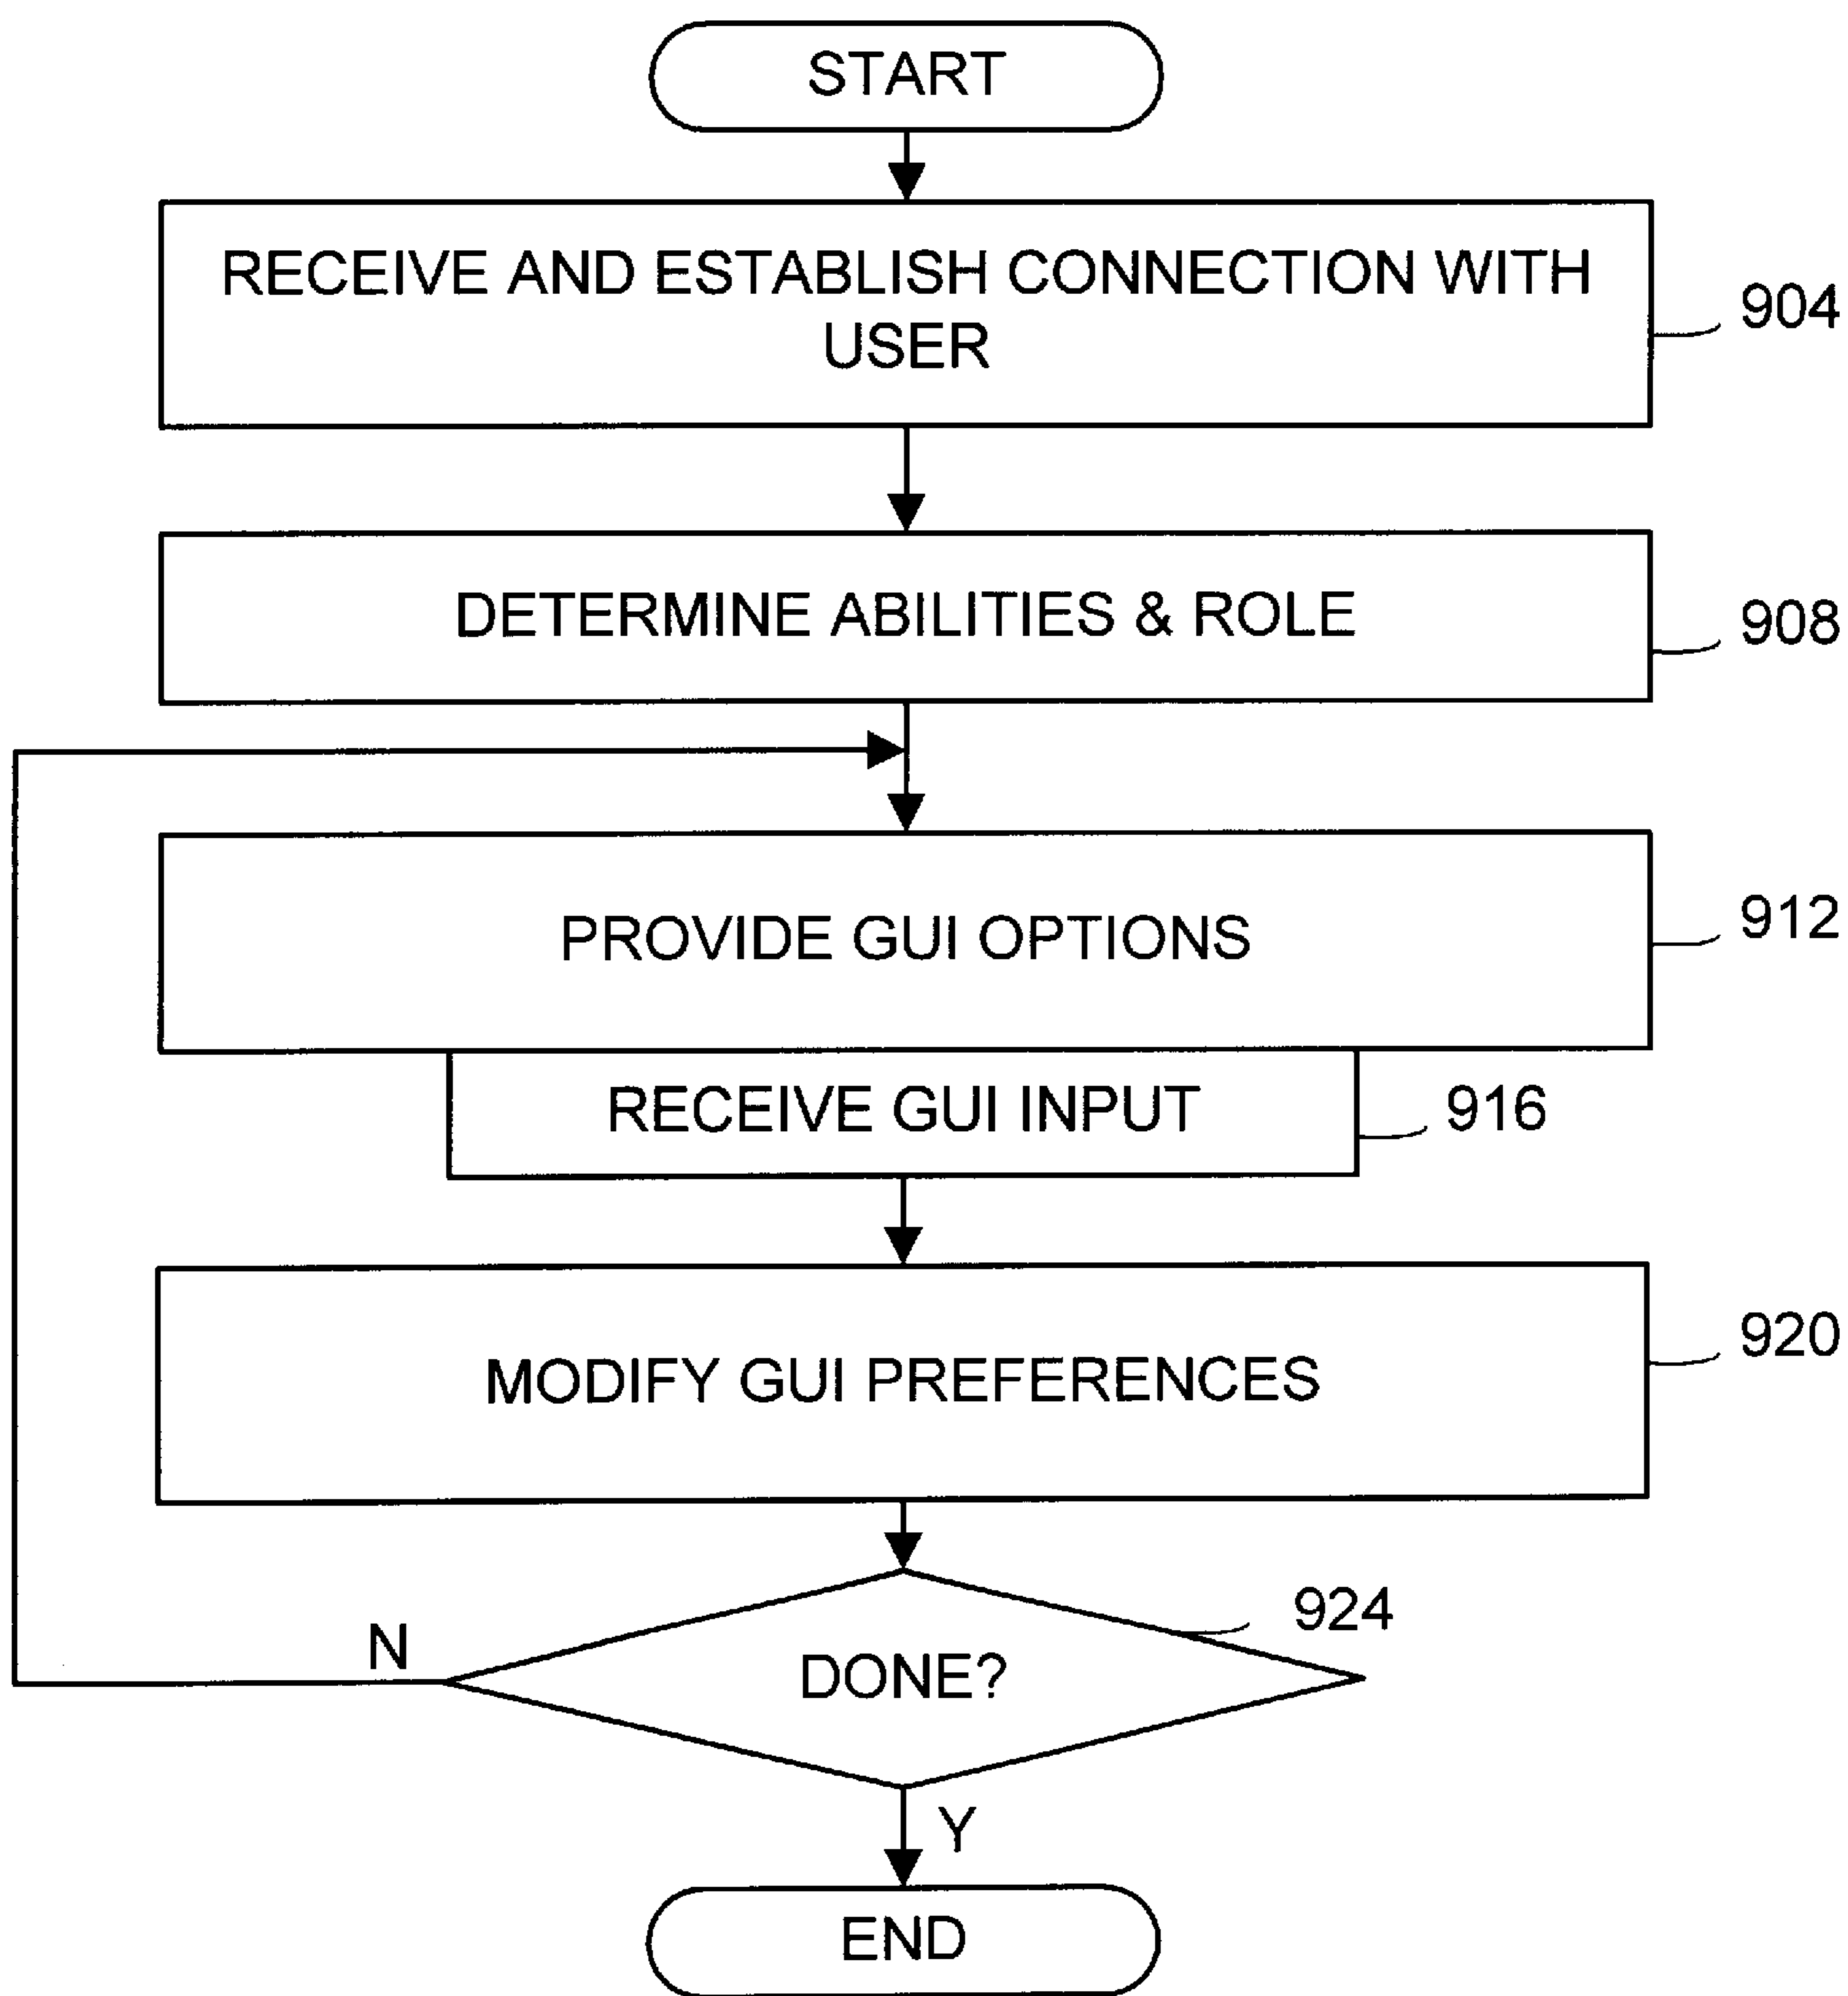 START
RECEIVE AND ESTABLISH CONNECTION WITH
USER
904
DETERMINE ABILITIES & ROLE
908
PROVIDE GUI OPTIONS
912
RECEIVE GUI INPUT
916
MODIFY GUI PREFERENCES
920
924
N
DONE?
Y
END